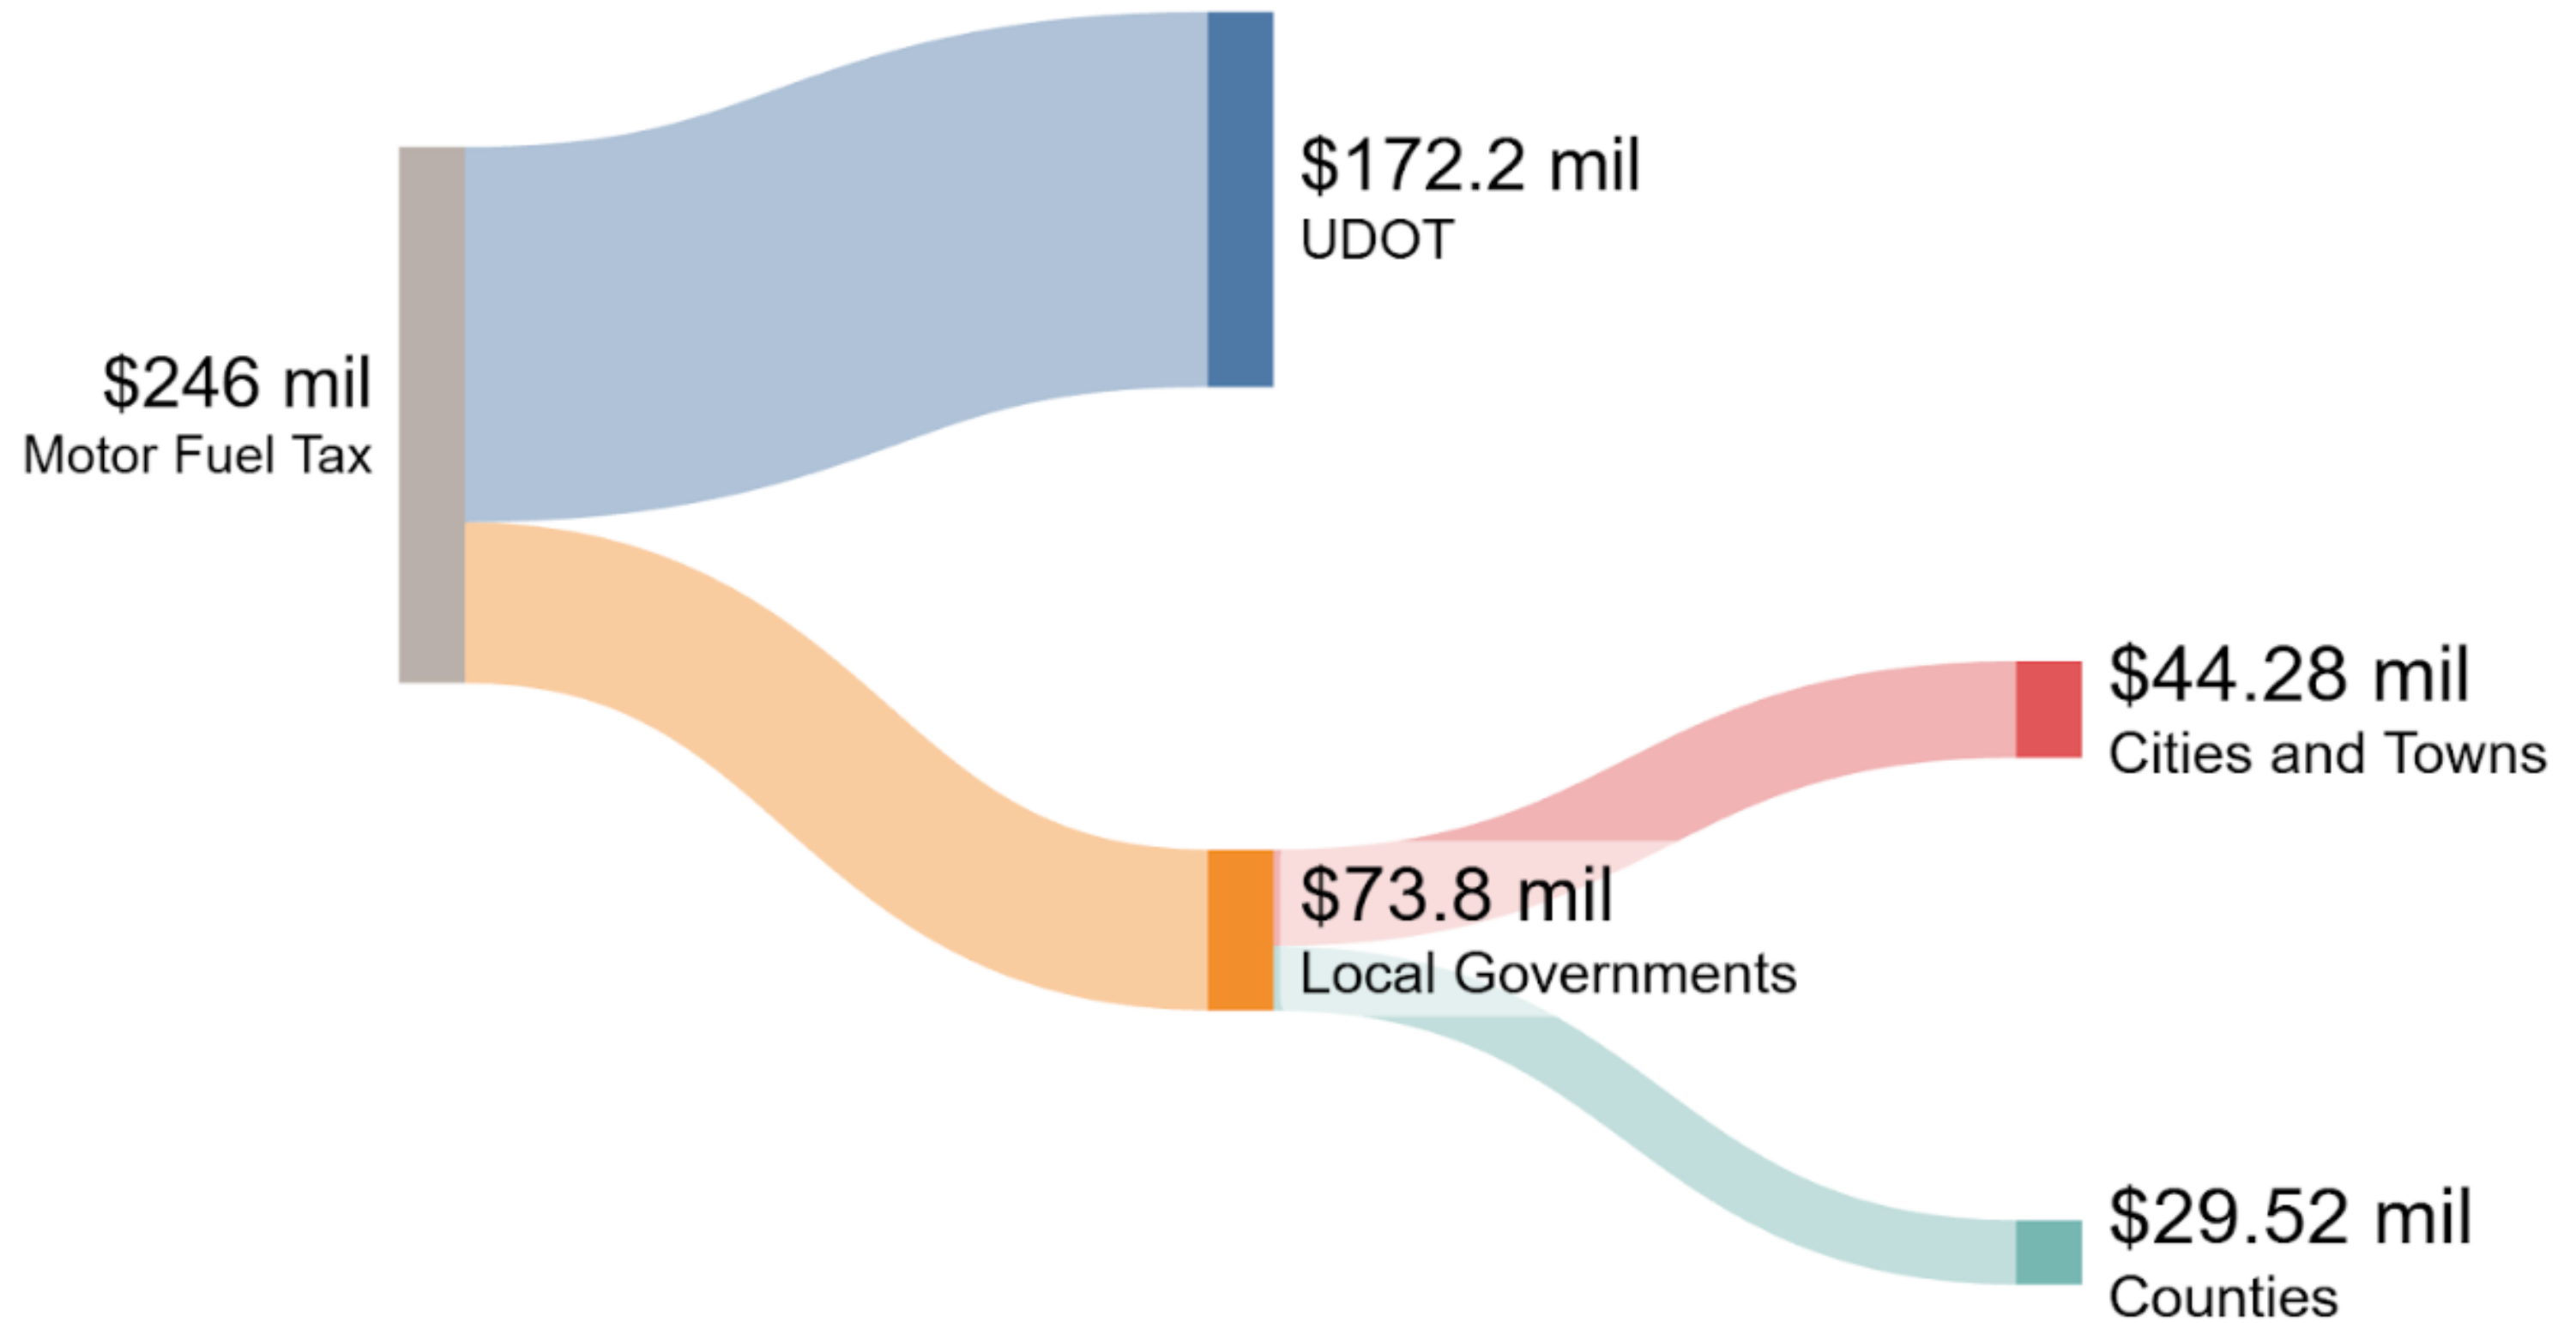 $246 mil
Motor Fuel Tax
$172.2 mil
UDOT
$73.8 mil
Local Governments
$44.28 mil
Cities and Towns
$29.52 mil
Counties